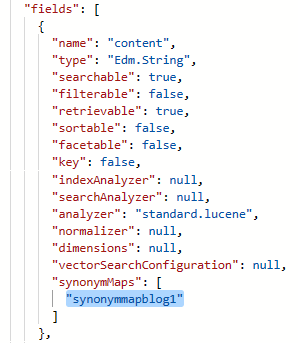 "fields": [
{
"name": "content",
"type": "Edm.String",
"searchable": true,
"filterable": false,
"retrievable": true,
"sortable": false,
"facetable": false,
"key": false,
"indexAnalyzer": null,
"searchAnalyzer": null,
"analyzer": "standard.lucene",
"normalizer": null,
"dimensions": null,
"vectorSearchConfiguration": null,
"synonymMaps": [
"synonymmapblog1"
]
},